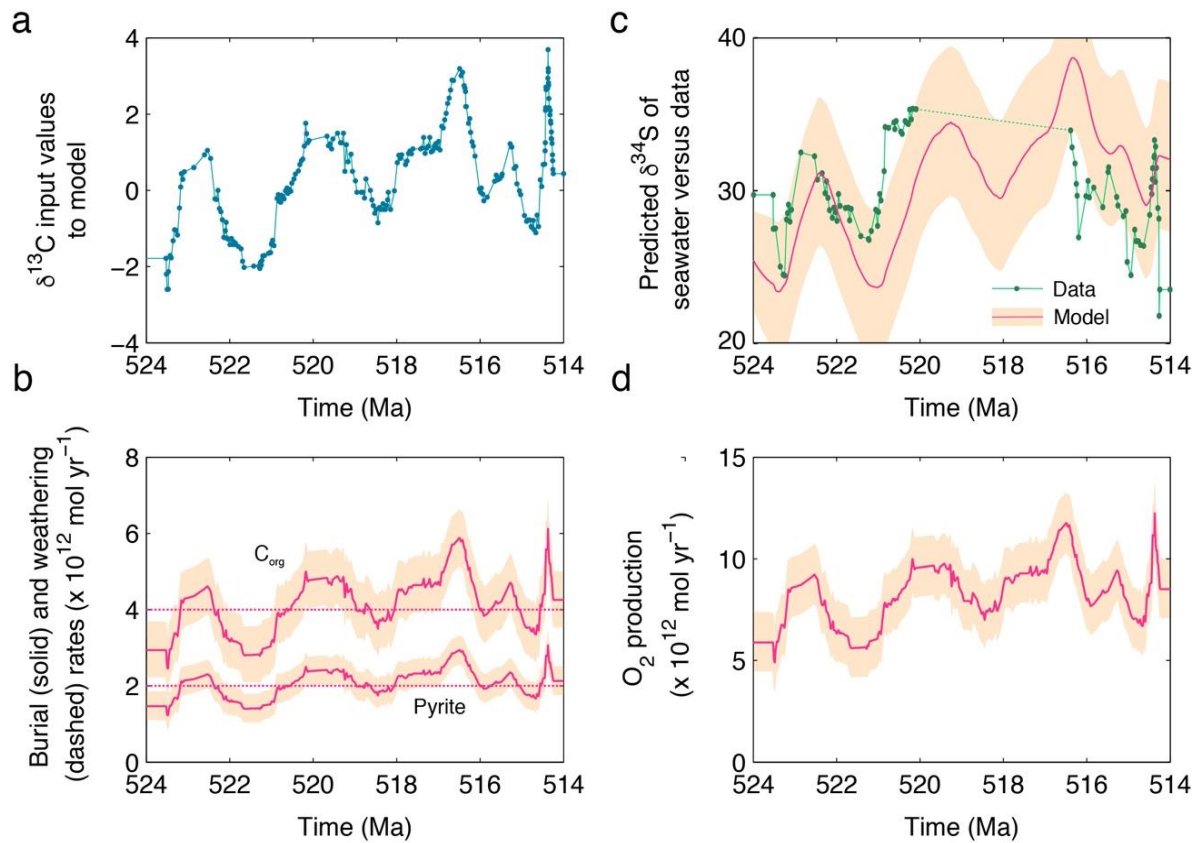 a
4
2
0
−2
−4
δ13C input values
to model
524
522
520
518
516
514
Time (Ma)
c
40
30
20
Predicted δ34S of
seawater versus data
Data
Model
524
522
520
518
516
514
Time (Ma)
b
8
6
4
2
0
Burial (solid) and weathering
(dashed) rates (x 10^12 mol yr^−1)
Corg
Pyrite
524
522
520
518
516
514
Time (Ma)
d
15
10
5
0
O2 production
(x 10^12 mol yr^−1)
524
522
520
518
516
514
Time (Ma)